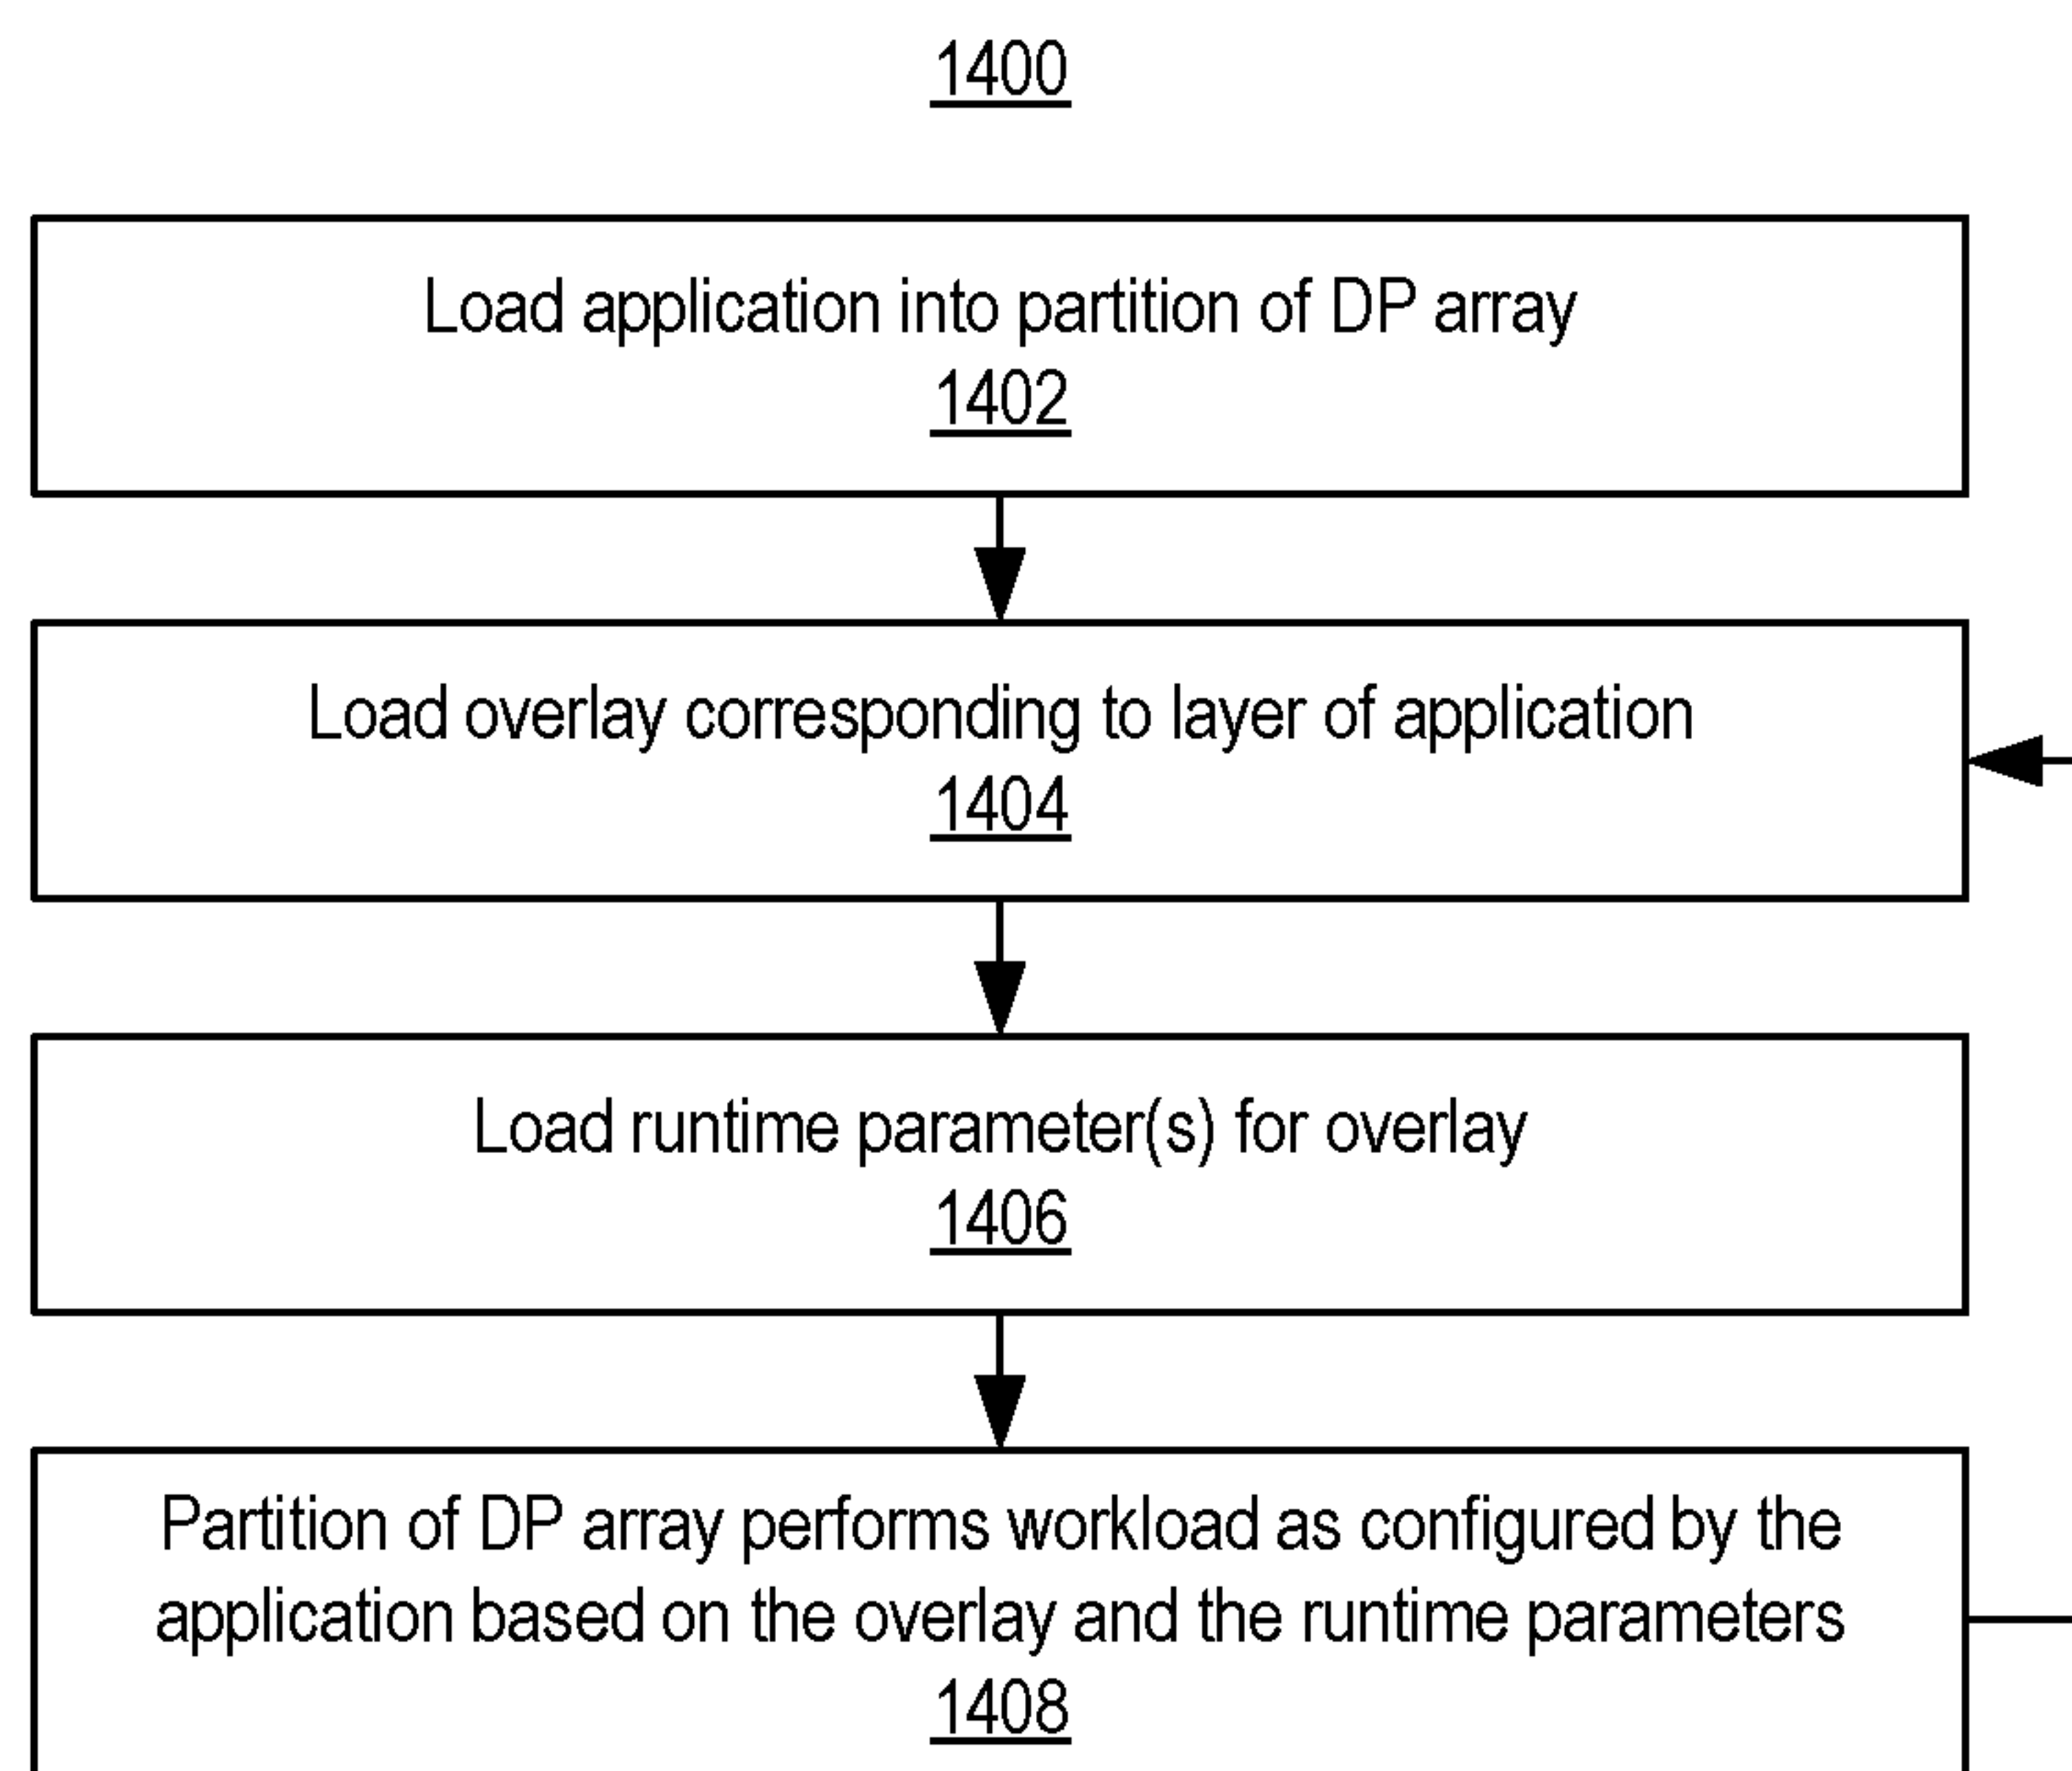 1400
Load application into partition of DP array
1402
Load overlay corresponding to layer of application
1404
Load runtime parameter(s) for overlay
1406
Partition of DP array performs workload as configured by the
application based on the overlay and the runtime parameters
1408